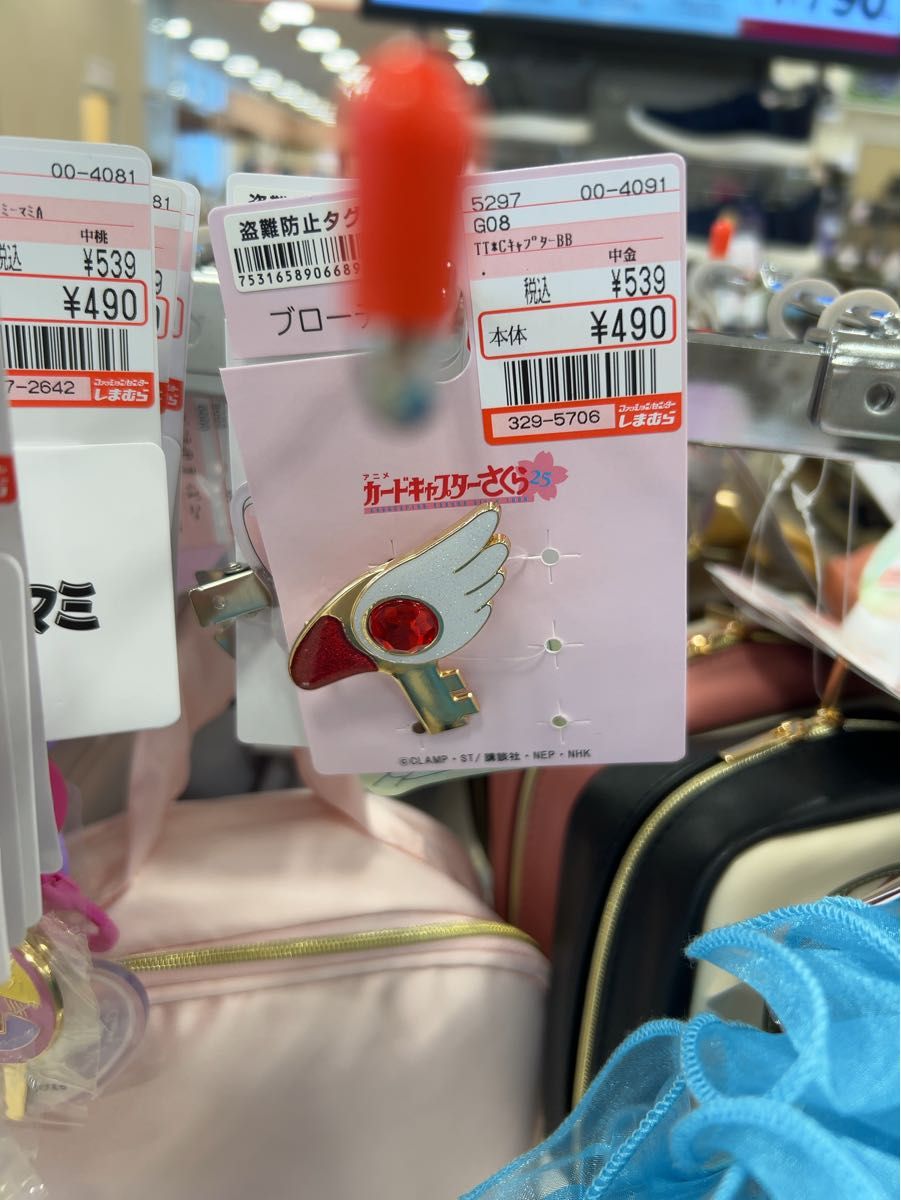 00-4081
ミーマミA
中桃
税込 ¥539
¥490
7-2642
ファッションセンター
しまむら
盗難防止タグ
7531658906689
ブロー
5297 00-4091
G08
TT*CキャプターBB
中金
税込 ¥539
本体 ¥490
329-5706
ファッションセンター
しまむら
アニメ
カードキャプターさくら25
マミ
©CLAMP・ST/講談社・NEP・NHK